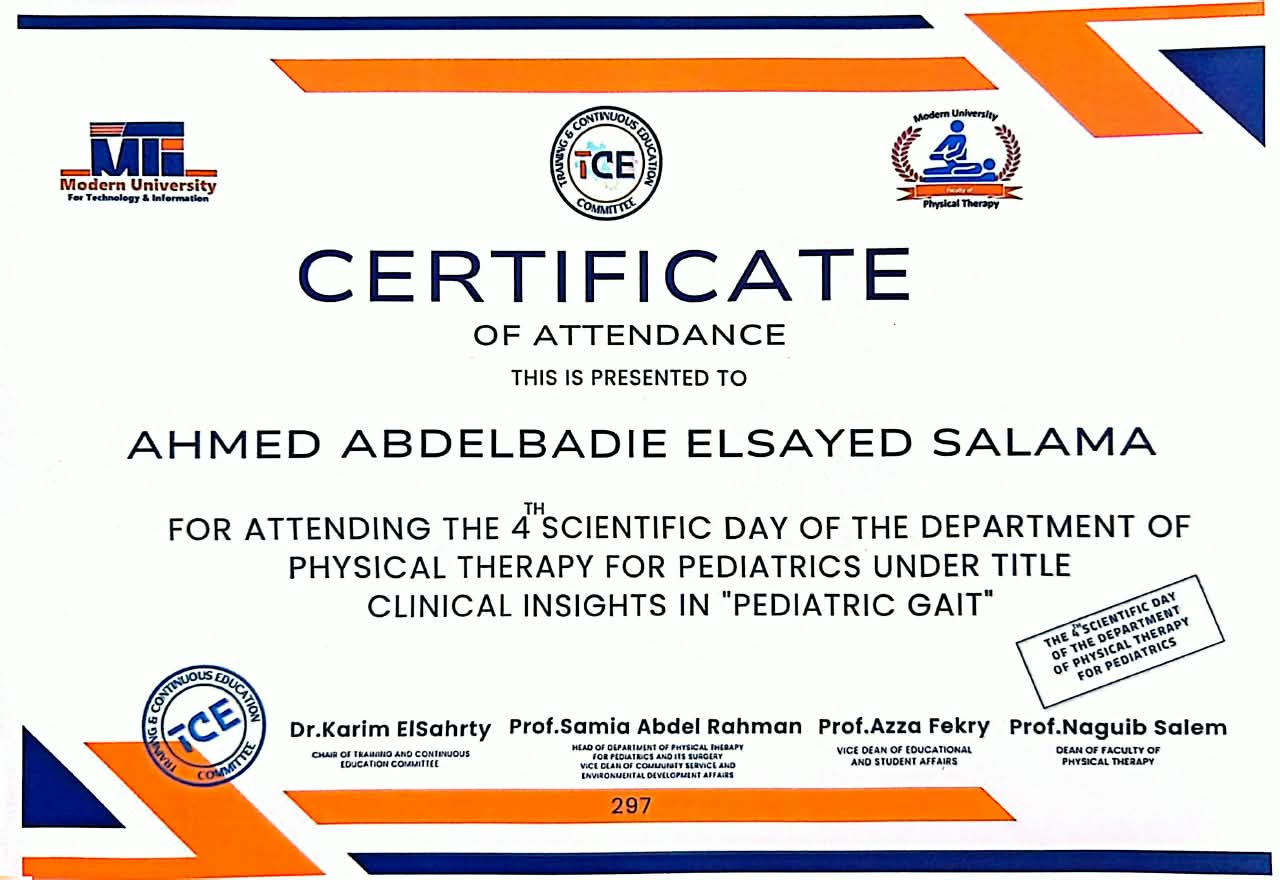 MTI
Modern University
For Technology & Information
TRAINING & CONTINUOUS EDUCATION
TCE
COMMITTEE
Modern University
Faculty of
Physical Therapy
CERTIFICATE
OF ATTENDANCE
THIS IS PRESENTED TO
AHMED ABDELBADIE ELSAYED SALAMA
FOR ATTENDING THE 4TH SCIENTIFIC DAY OF THE DEPARTMENT OF
PHYSICAL THERAPY FOR PEDIATRICS UNDER TITLE
CLINICAL INSIGHTS IN "PEDIATRIC GAIT"
THE 4TH SCIENTIFIC DAY
OF THE DEPARTMENT
OF PHYSICAL THERAPY
FOR PEDIATRICS
TRAINING & CONTINUOUS EDUCATION
TCE
COMMITTEE
Dr.Karim ElSahrty
CHAIR OF TRAINING AND CONTINUOUS
EDUCATION COMMITTEE
Prof.Samia Abdel Rahman
HEAD OF DEPARTMENT OF PHYSICAL THERAPY
FOR PEDIATRICS AND ITS SURGERY
VICE DEAN OF COMMUNITY SERVICE AND
ENVIRONMENTAL DEVELOPMENT AFFAIRS
Prof.Azza Fekry
VICE DEAN OF EDUCATIONAL
AND STUDENT AFFAIRS
Prof.Naguib Salem
DEAN OF FACULTY OF
PHYSICAL THERAPY
297